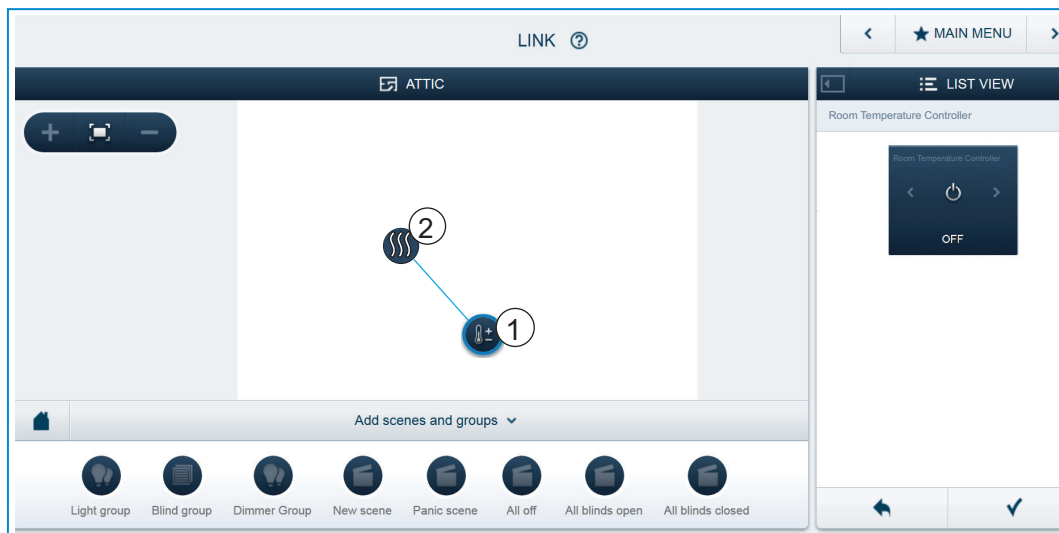 LINK ?
MAIN MENU
ATTIC
LIST VIEW
Room Temperature Controller
Room Temperature Controller
OFF
2
1
Add scenes and groups
Light group
Blind group
Dimmer Group
New scene
Panic scene
All off
All blinds open
All blinds closed